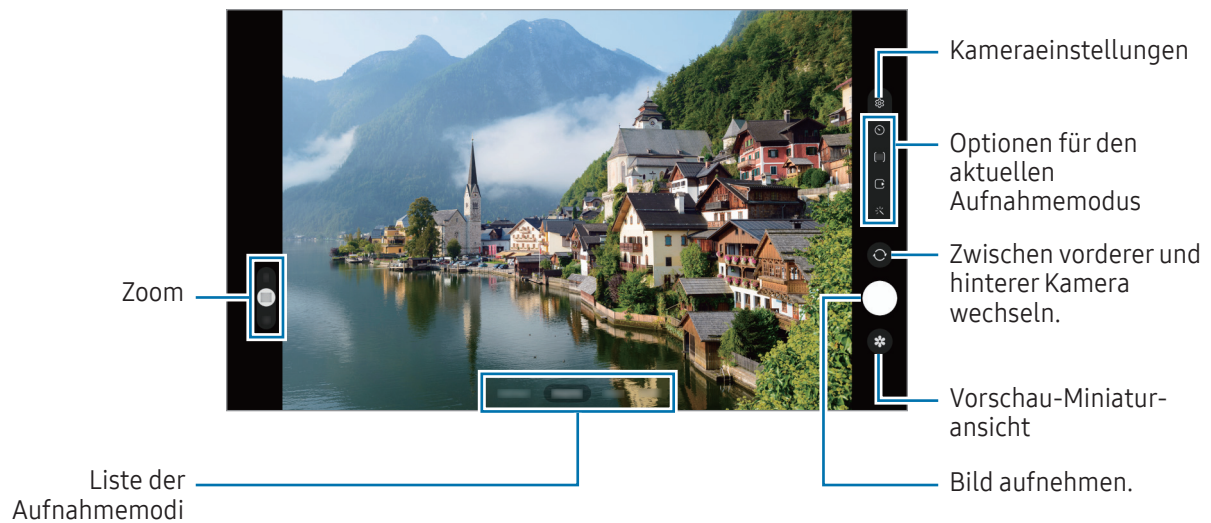 Kameraeinstellungen
Optionen für den
aktuellen
Aufnahmemodus
Zwischen vorderer und
hinterer Kamera
wechseln.
Zoom
Vorschau-Miniatur-
ansicht
Liste der
Aufnahmemodi
Bild aufnehmen.